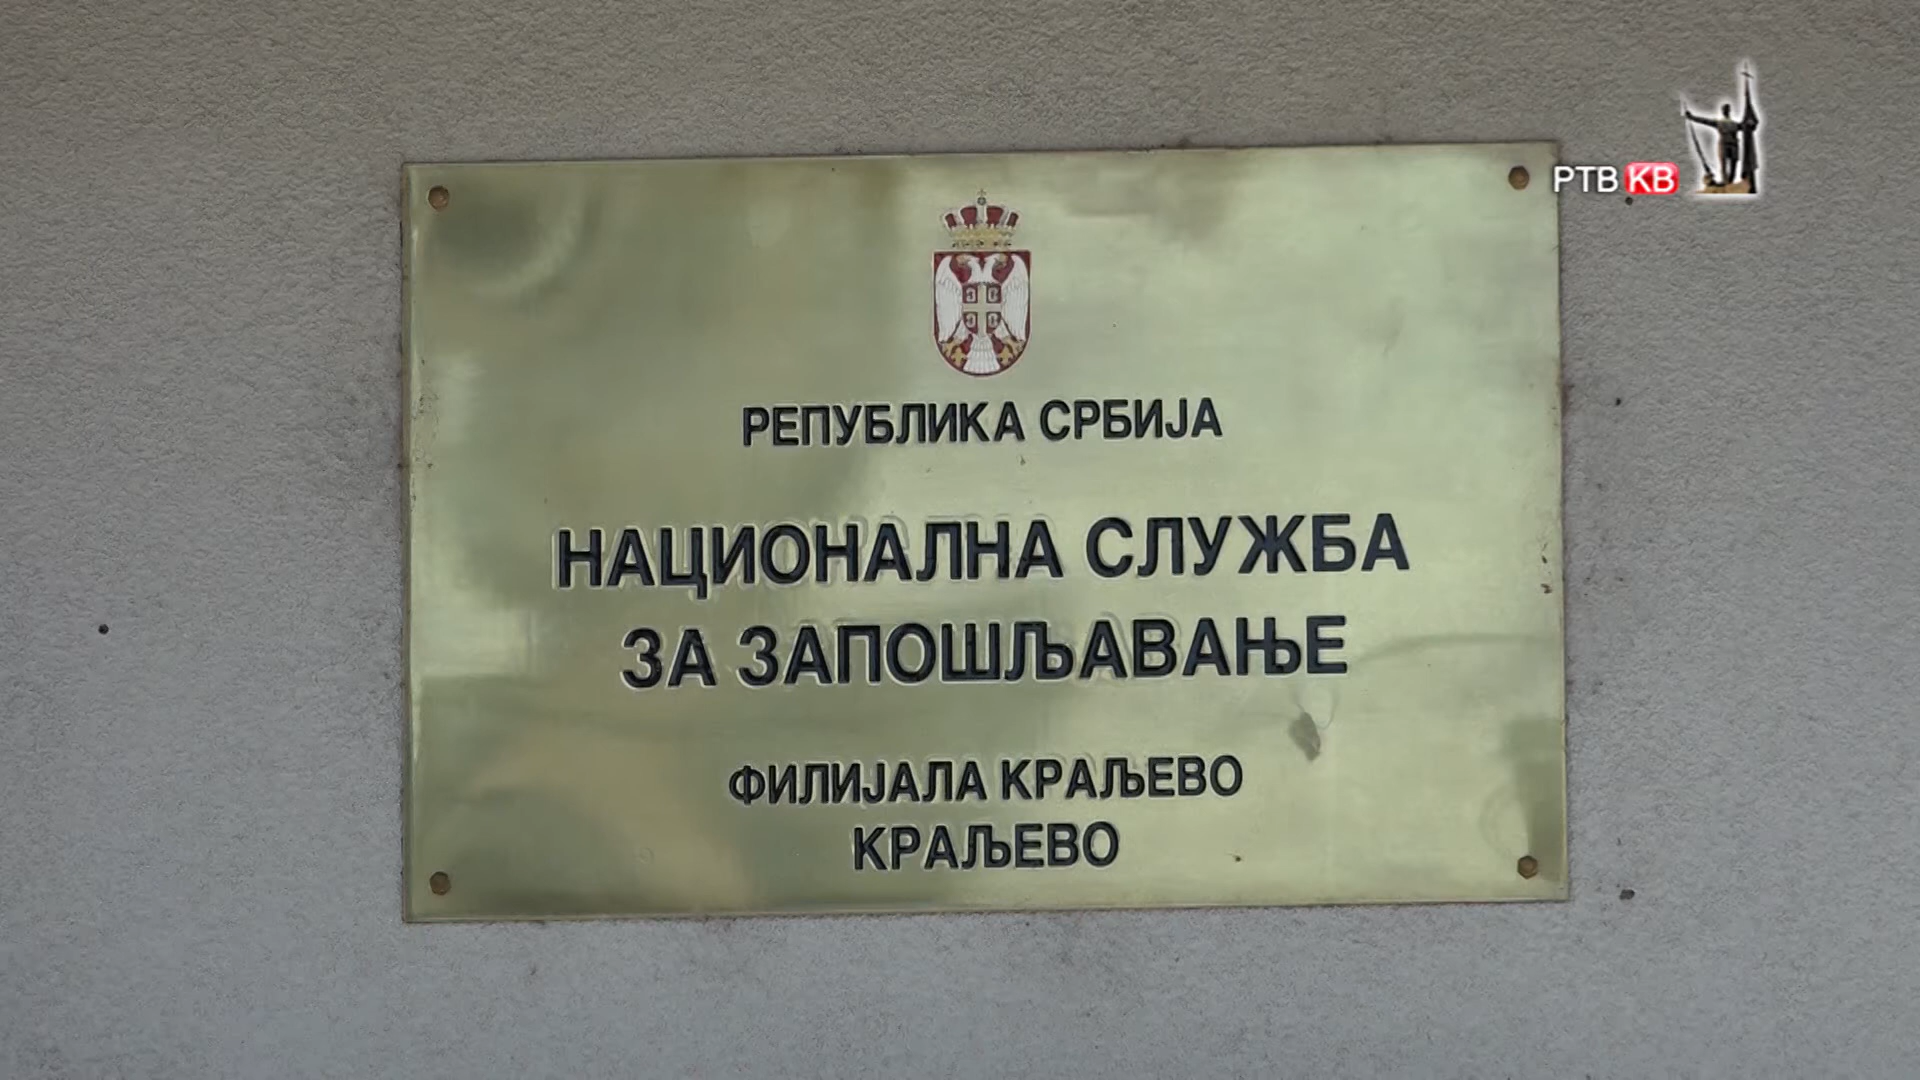 РТВ КВ
РЕПУБЛИКА СРБИЈА
НАЦИОНАЛНА СЛУЖБА
ЗА ЗАПОШЉАВАЊЕ
ФИЛИЈАЛА КРАЉЕВО
КРАЉЕВО